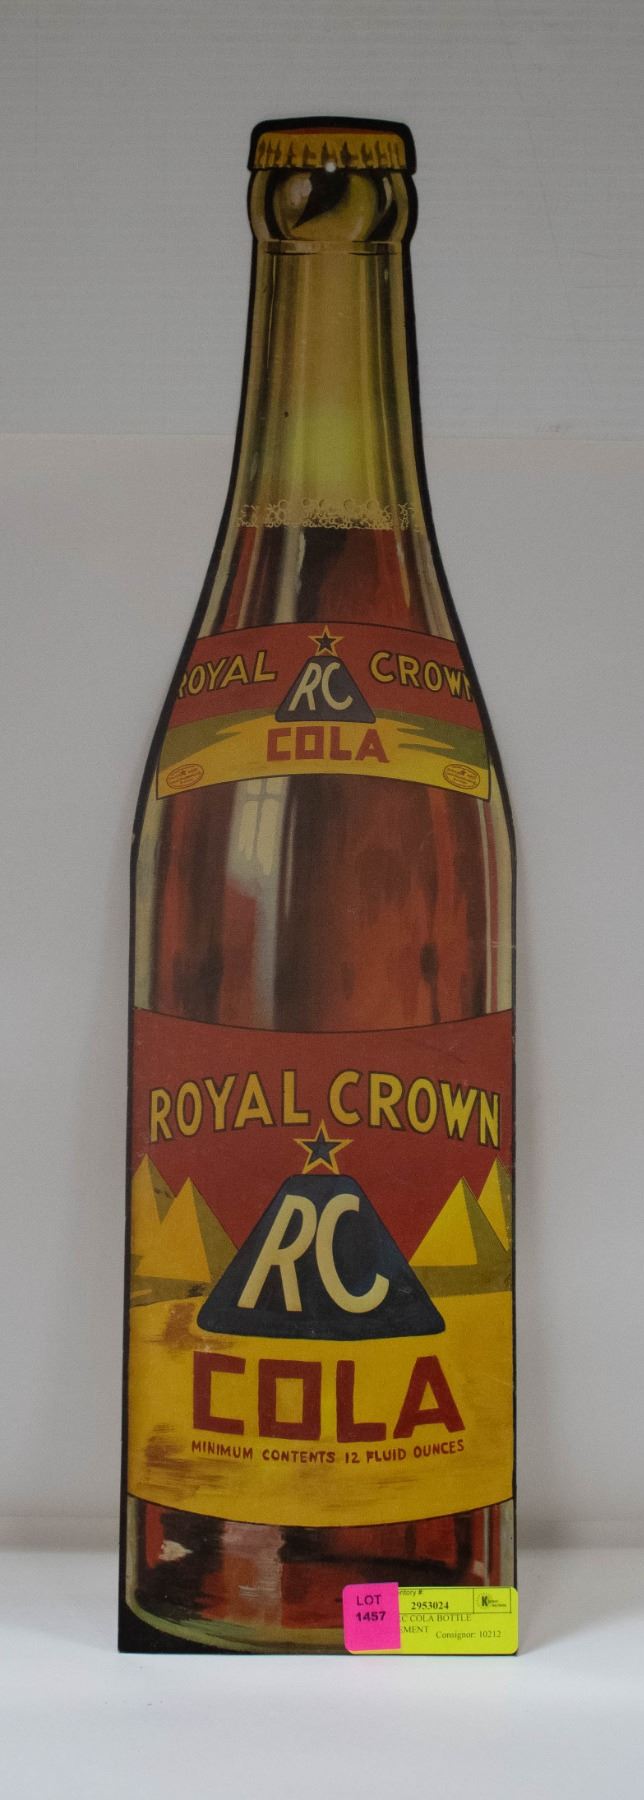 ROYAL RC CROWN
COLA
ROYAL CROWN
RC
COLA
MINIMUM CONTENTS 12 FLUID OUNCES
LOT
1457
2953024
COLA BOTTLE
Consignor: 10212